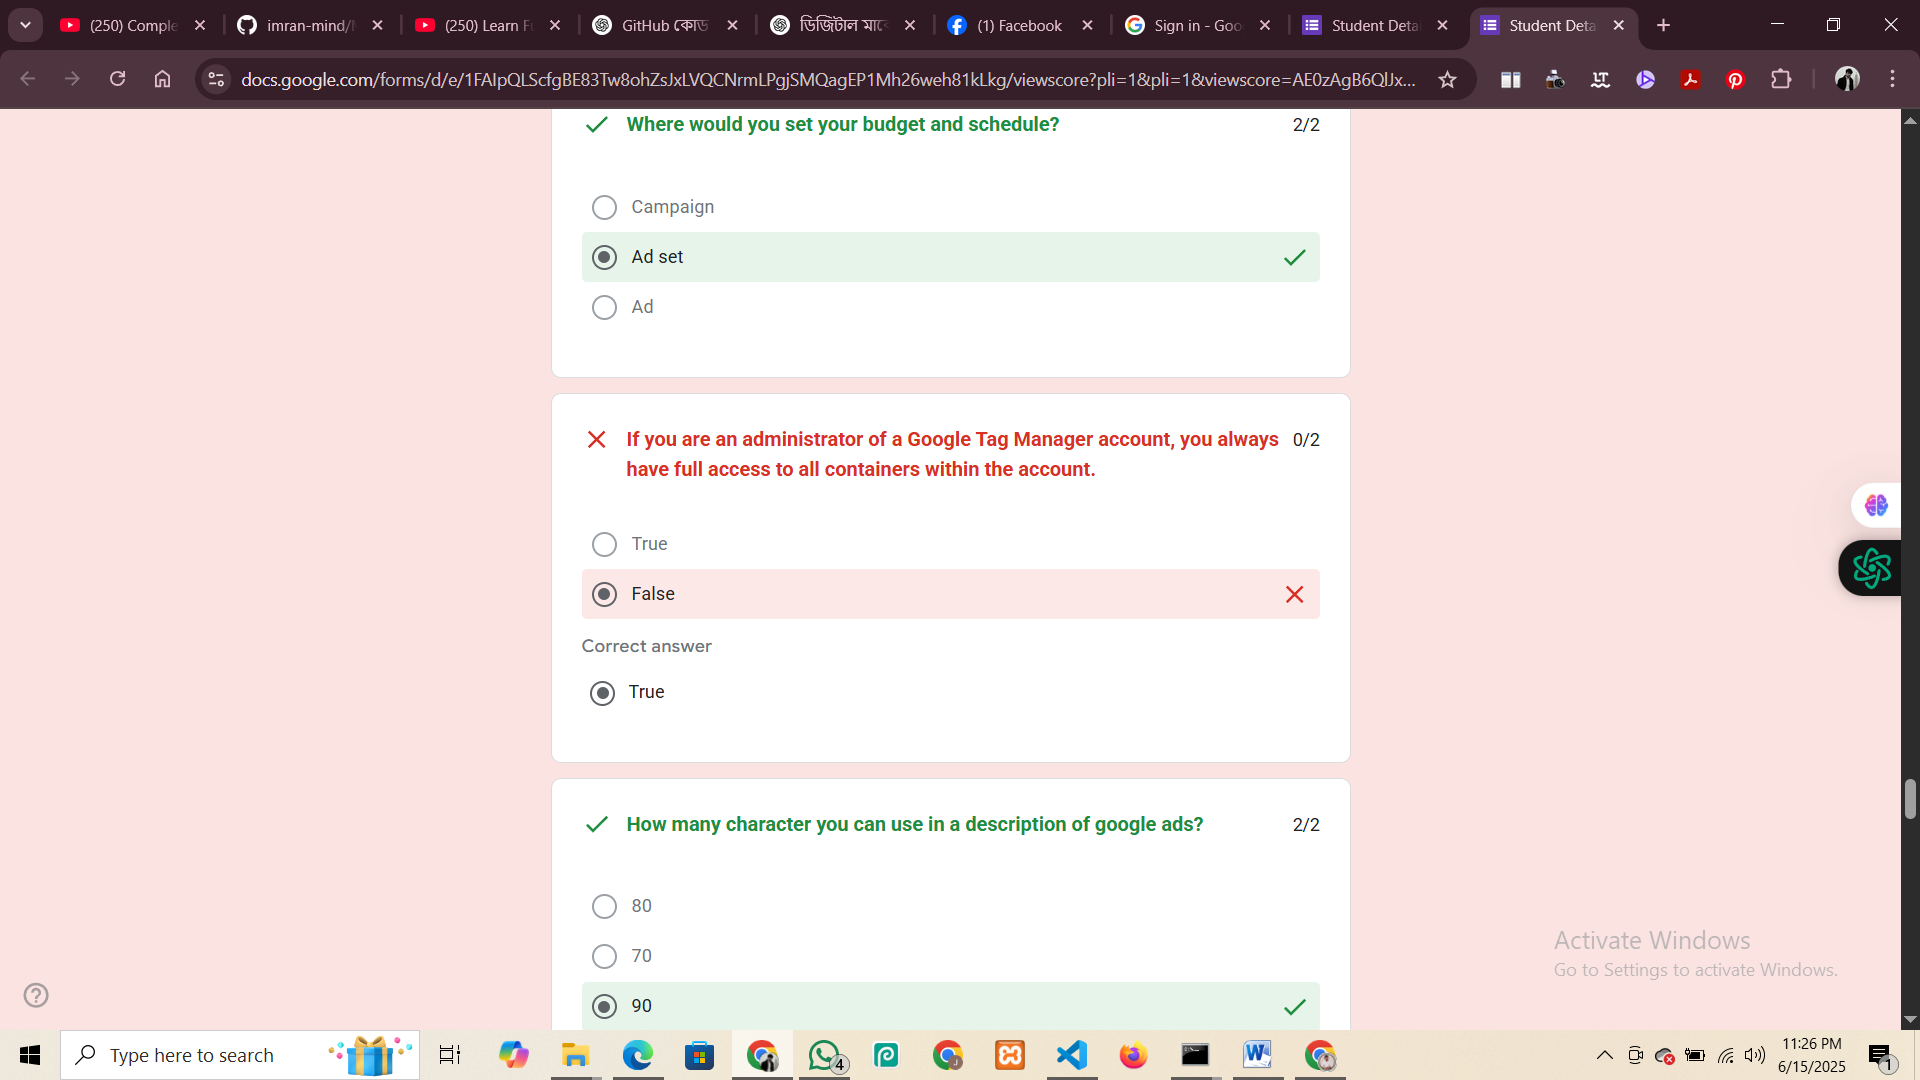 (250) Comple
imran-mind/
(250) Learn F
GitHub কোড
ডিজিটাল মাকে
(1) Facebook
Sign in - Goo
Student Detai
Student Deta
docs.google.com/forms/d/e/1FAIpQLScfgBE83Tw8ohZsJxLVQCNrmLPgjSMQagEP1Mh26weh81kLkg/viewscore?pli=1&pli=1&viewscore=AE0zAgB6QlJx...
Where would you set your budget and schedule? 2/2
Campaign
Ad set
Ad
If you are an administrator of a Google Tag Manager account, you always 0/2
have full access to all containers within the account.
True
False
Correct answer
True
How many character you can use in a description of google ads? 2/2
80
70
90
Activate Windows
Go to Settings to activate Windows.
Type here to search
4
11:26 PM
6/15/2025
1